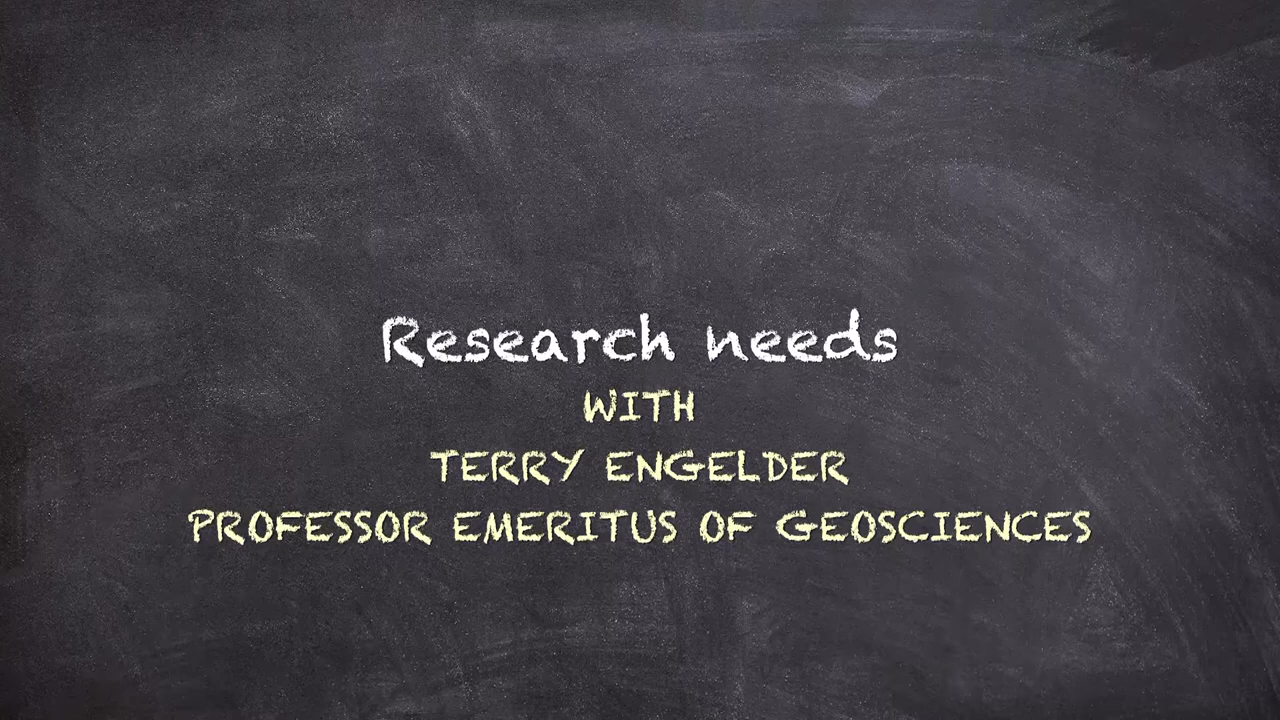 Research needs
WITH
TERRY ENGELDER
PROFESSOR EMERITUS OF GEOSCIENCES